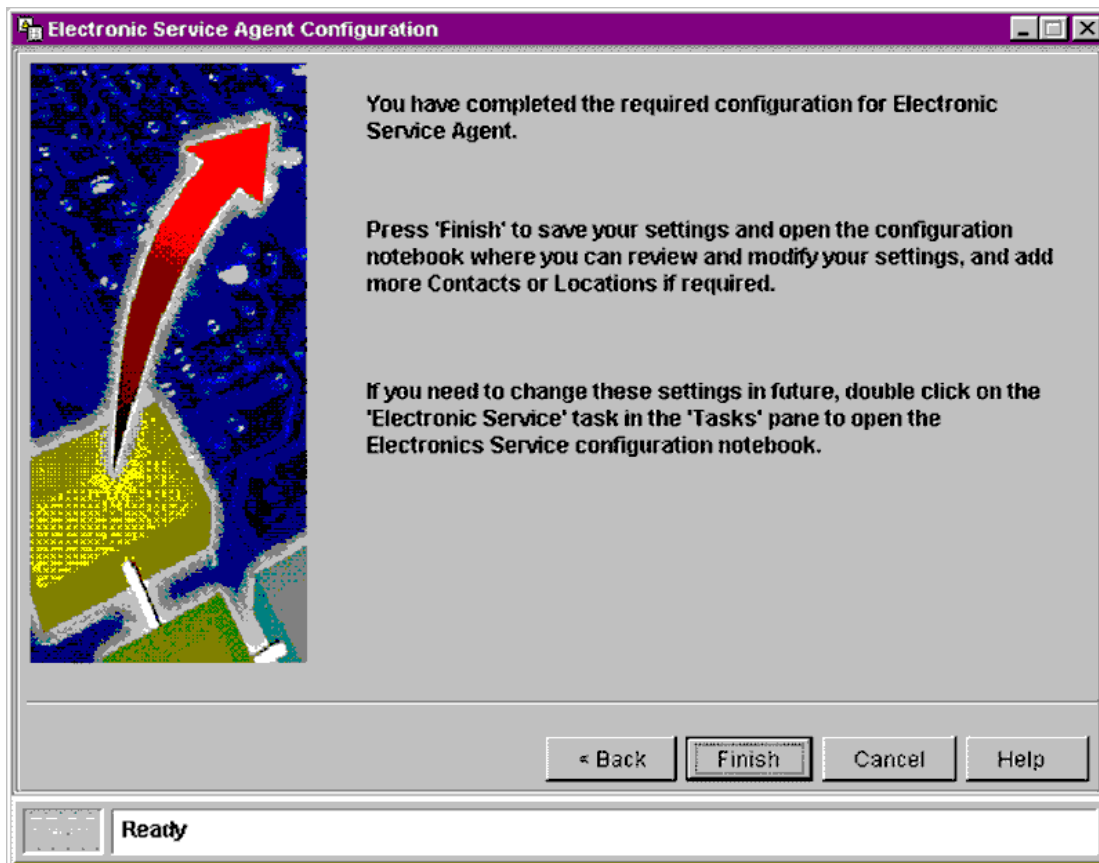 Electronic Service Agent Configuration
You have completed the required configuration for Electronic
Service Agent.
Press 'Finish' to save your settings and open the configuration
notebook where you can review and modify your settings, and add
more Contacts or Locations if required.
If you need to change these settings in future, double click on the
'Electronic Service' task in the 'Tasks' pane to open the
Electronics Service configuration notebook.
« Back Finish Cancel Help
Ready